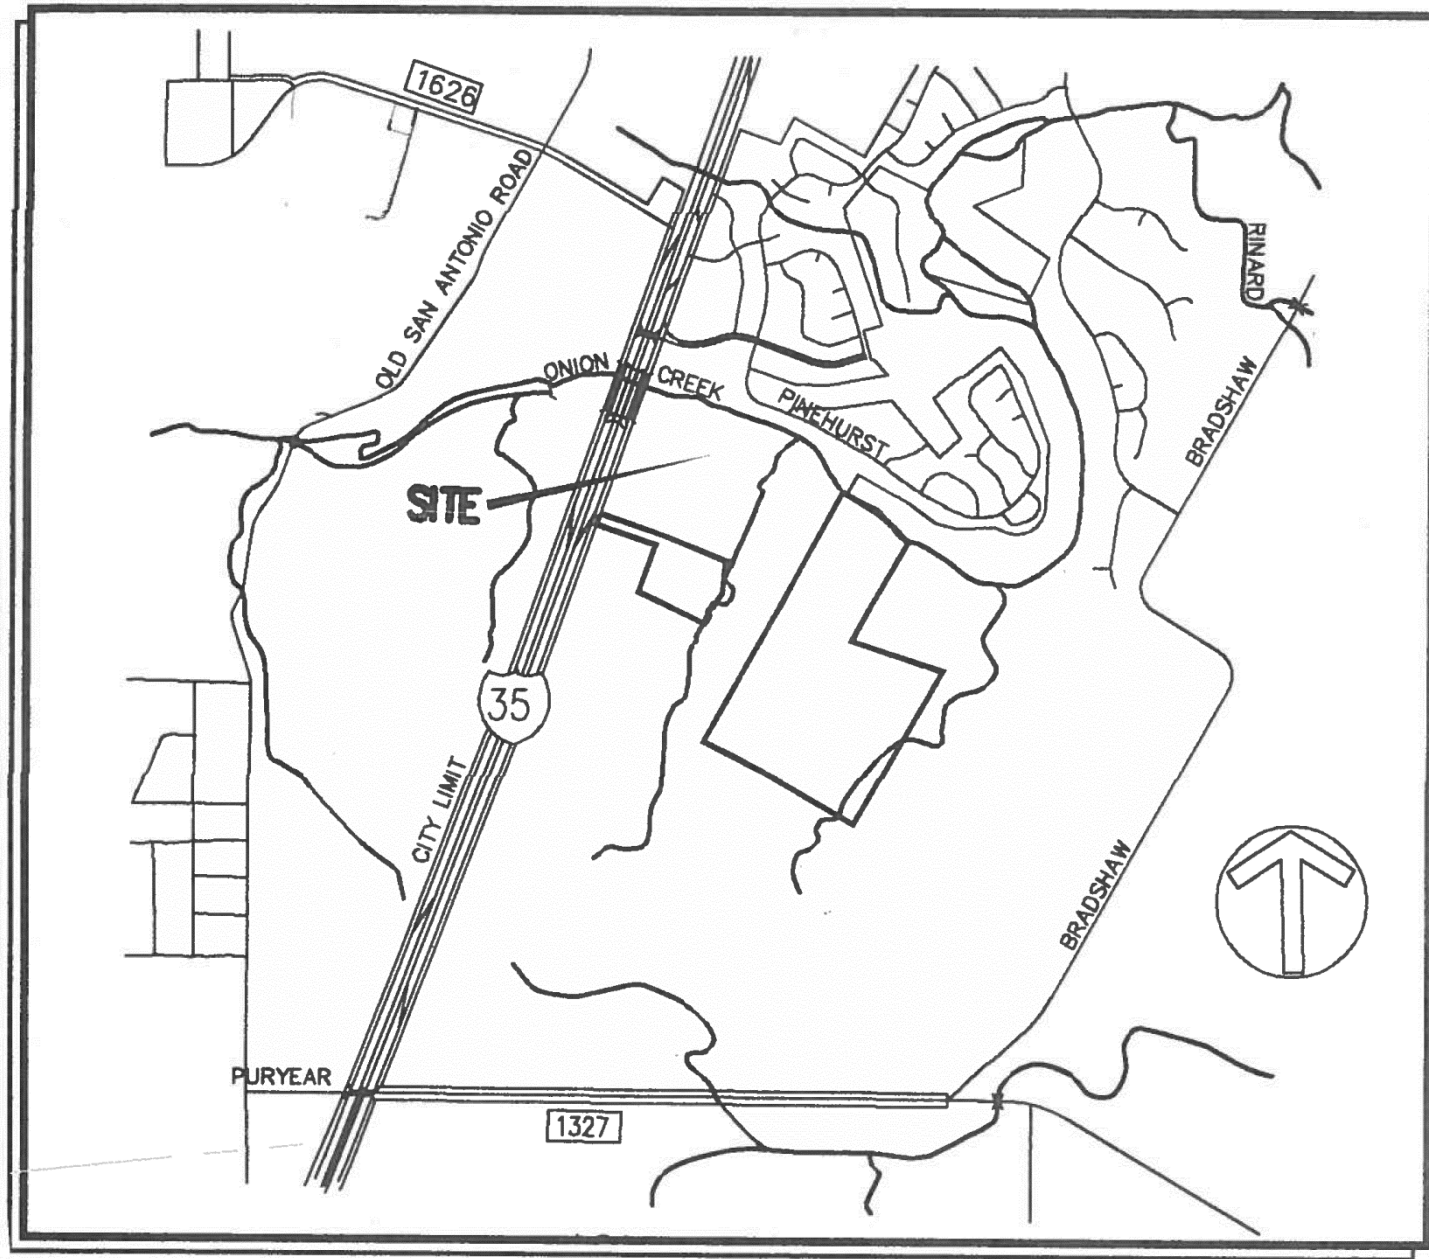 1626
OLD SAN ANTONIO ROAD
RINARD
ONION CREEK
PINEHURST
BRADSHAW
SITE
35
CITY LIMIT
BRADSHAW
PURYEAR
1327